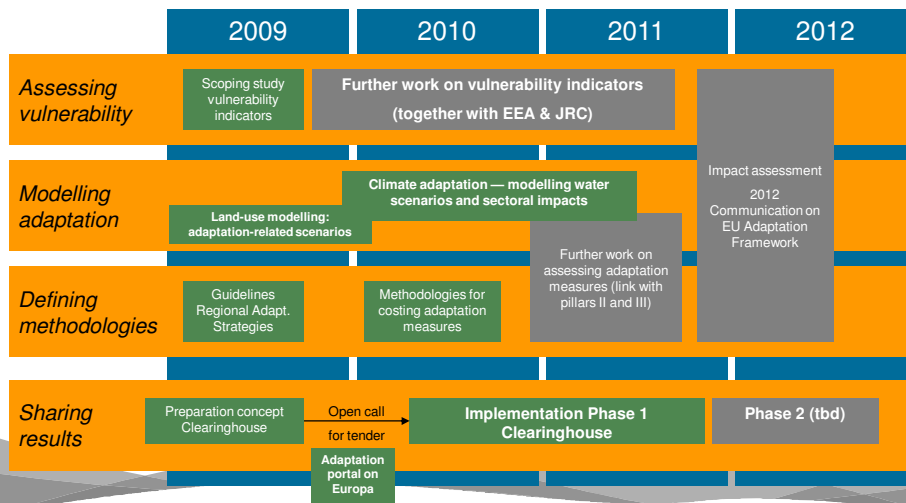 2009
2010
2011
2012
Assessing
vulnerability
Scoping study
vulnerability
indicators
Further work on vulnerability indicators
(together with EEA & JRC)
Impact assessment
2012
Communication on
EU Adaptation
Framework
Modelling
adaptation
Climate adaptation — modelling water
scenarios and sectoral impacts
Land-use modelling:
adaptation-related scenarios
Further work on
assessing adaptation
measures (link with
pillars II and III)
Defining
methodologies
Guidelines
Regional Adapt.
Strategies
Methodologies for
costing adaptation
measures
Sharing
results
Preparation concept
Clearinghouse
Open call
for tender
Adaptation
portal on
Europa
Implementation Phase 1
Clearinghouse
Phase 2 (tbd)